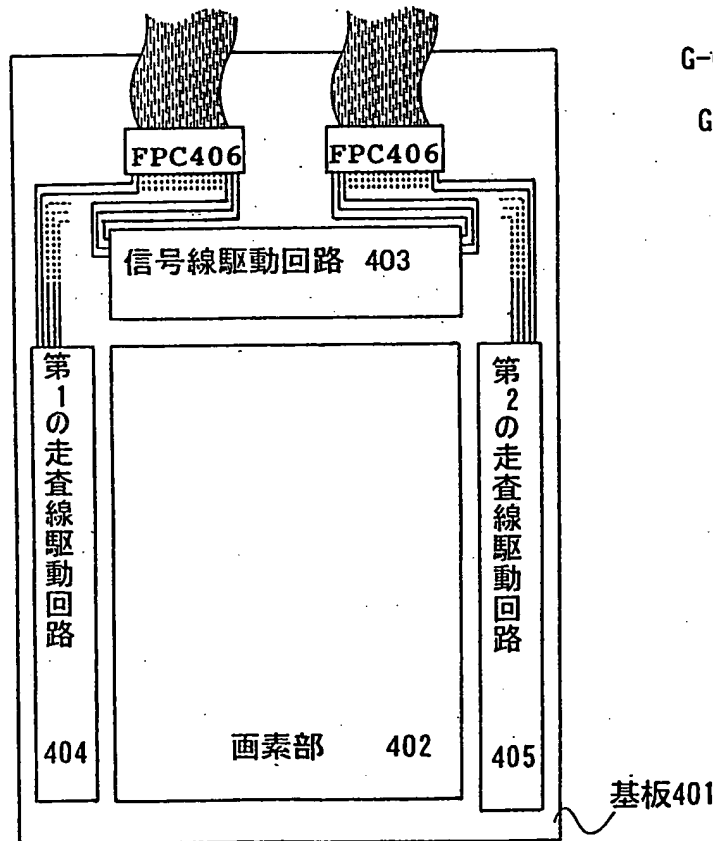 G-
G
FPC406
FPC406
信号線駆動回路 403
第1の走査線駆動回路
404
第2の走査線駆動回路
405
画素部 402
基板401